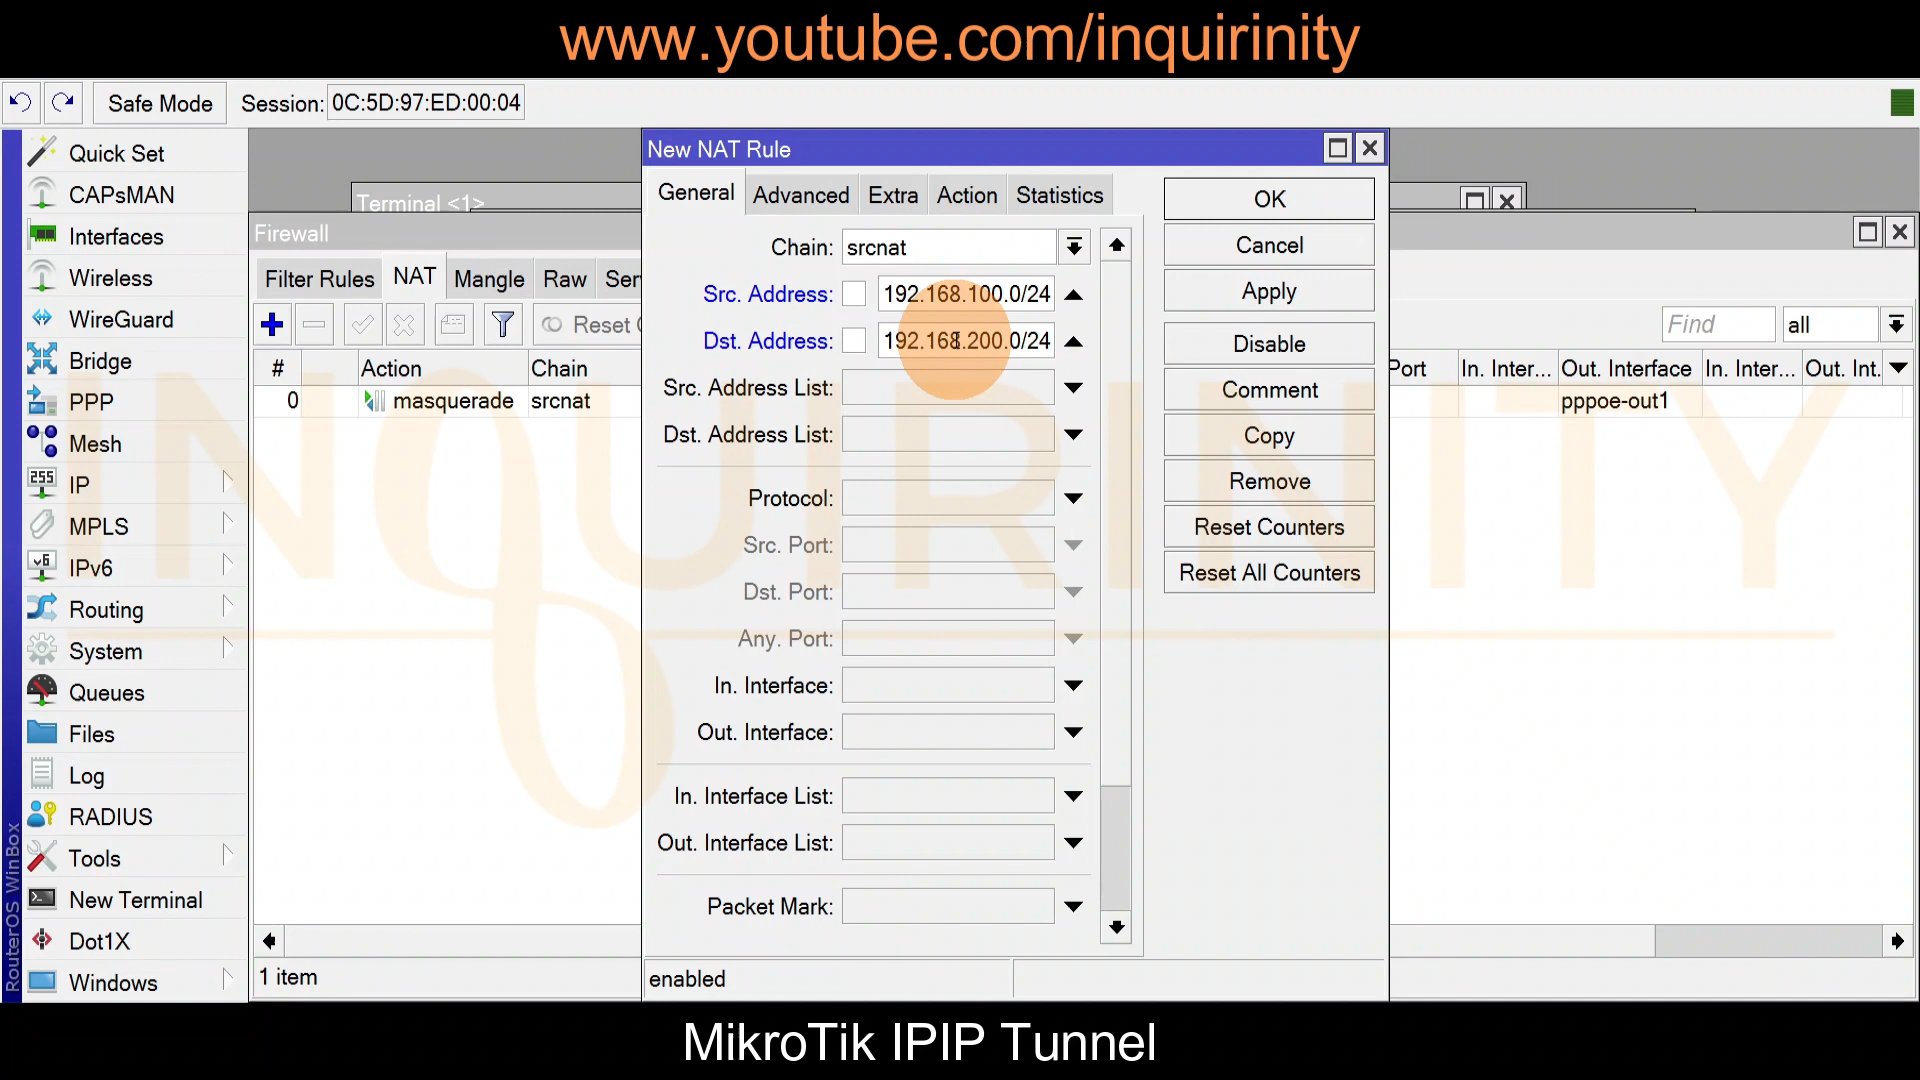 www.youtube.com/inquirinity
Safe Mode Session: 0C:5D:97:ED:00:04
Quick Set
CAPsMAN
Interfaces
Wireless
WireGuard
Bridge
PPP
Mesh
255 IP
MPLS
v6 IPv6
Routing
System
Queues
Files
Log
RADIUS
Tools
New Terminal
Dot1X
Windows
RouterOS WinBox
Terminal <1>
Firewall
Filter Rules NAT Mangle Raw Ser
Reset C
Find all
# Action Chain Port In. Inter... Out. Interface In. Inter... Out. Int.
0 masquerade srcnat pppoe-out1
1 item
New NAT Rule
General Advanced Extra Action Statistics
Chain: srcnat
Src. Address: 192.168.100.0/24
Dst. Address: 192.168.200.0/24
Src. Address List:
Dst. Address List:
Protocol:
Src. Port:
Dst. Port:
Any. Port:
In. Interface:
Out. Interface:
In. Interface List:
Out. Interface List:
Packet Mark:
enabled
OK
Cancel
Apply
Disable
Comment
Copy
Remove
Reset Counters
Reset All Counters
INQUIRINITY
MikroTik IPIP Tunnel